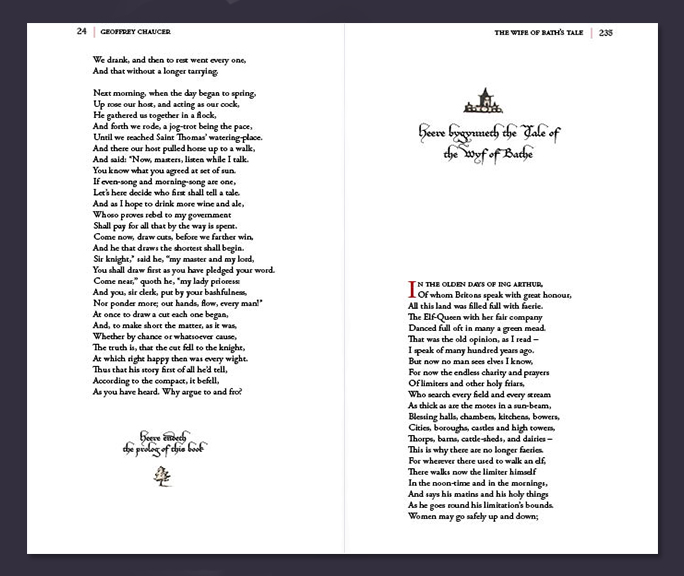 24 | GEOFFREY CHAUCER
We drank, and then to rest went every one,
And that without a longer tarrying.
Next morning, when the day began to spring,
Up rose our host, and acting as our cock,
He gathered us together in a flock,
And forth we rode, a jog-trot being the pace,
Until we reached Saint Thomas' watering-place.
And there our host pulled horse up to a walk,
And said: "Now, masters, listen while I talk.
You know what you agreed at set of sun.
If even-song and morning-song are one,
Let's here decide who first shall tell a tale.
And as I hope to drink more wine and ale,
Whoso proves rebel to my government
Shall pay for all that by the way is spent.
Come now, draw cuts, before we farther win,
And he that draws the shortest shall begin.
Sir knight," said he, "my master and my lord,
You shall draw first as you have pledged your word.
Come near," quoth he, "my lady prioress:
And you, sir clerk, put by your bashfulness,
Nor ponder more; out hands, flow, every man!"
At once to draw a cut each one began,
And, to make short the matter, as it was,
Whether by chance or whatsoever cause,
The truth is, that the cut fell to the knight,
At which right happy then was every wight.
Thus that his story first of all he'd tell,
According to the compact, it befell,
As you have heard. Why argue to and fro?
heere endeth
the prolog of this book
THE WIFE OF BATH'S TALE | 235
heere bygynneth the Tale of
the Wyf of Bathe
IN THE OLDEN DAYS OF ING ARTHUR,
Of whom Britons speak with great honour,
All this land was filled full with faerie.
The Elf-Queen with her fair company
Danced full oft in many a green mead.
That was the old opinion, as I read –
I speak of many hundred years ago.
But now no man sees elves I know,
For now the endless charity and prayers
Of limiters and other holy friars,
Who search every field and every stream
As thick as are the motes in a sun-beam,
Blessing halls, chambers, kitchens, bowers,
Cities, boroughs, castles and high towers,
Thorps, barns, cattle-sheds, and dairies –
This is why there are no longer faeries.
For wherever there used to walk an elf,
There walks now the limiter himself
In the noon-time and in the mornings,
And says his matins and his holy things
As he goes round his limitation's bounds.
Women may go safely up and down;